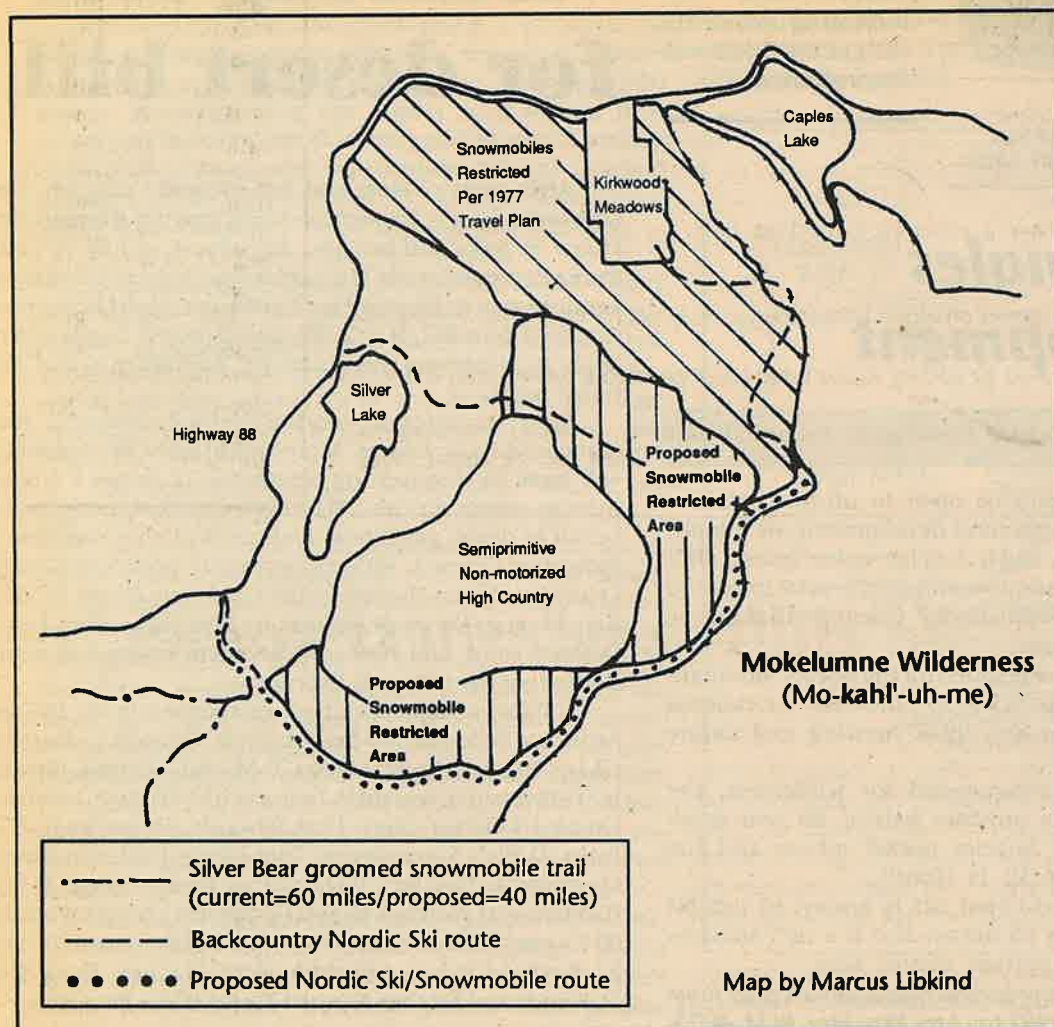 for desert bill
Caples
Lake
Snowmobiles
Restricted
Per 1977
Travel Plan
Kirkwood
Meadows
Silver
Lake
Highway 88
Proposed
Snowmobile
Restricted
Area
Semiprimitive
Non-motorized
High Country
Mokelumne Wilderness
(Mo-kahl'-uh-me)
Proposed
Snowmobile
Restricted
Area
Silver Bear groomed snowmobile trail
(current=60 miles/proposed=40 miles)
Backcountry Nordic Ski route
Proposed Nordic Ski/Snowmobile route
Map by Marcus Libkind